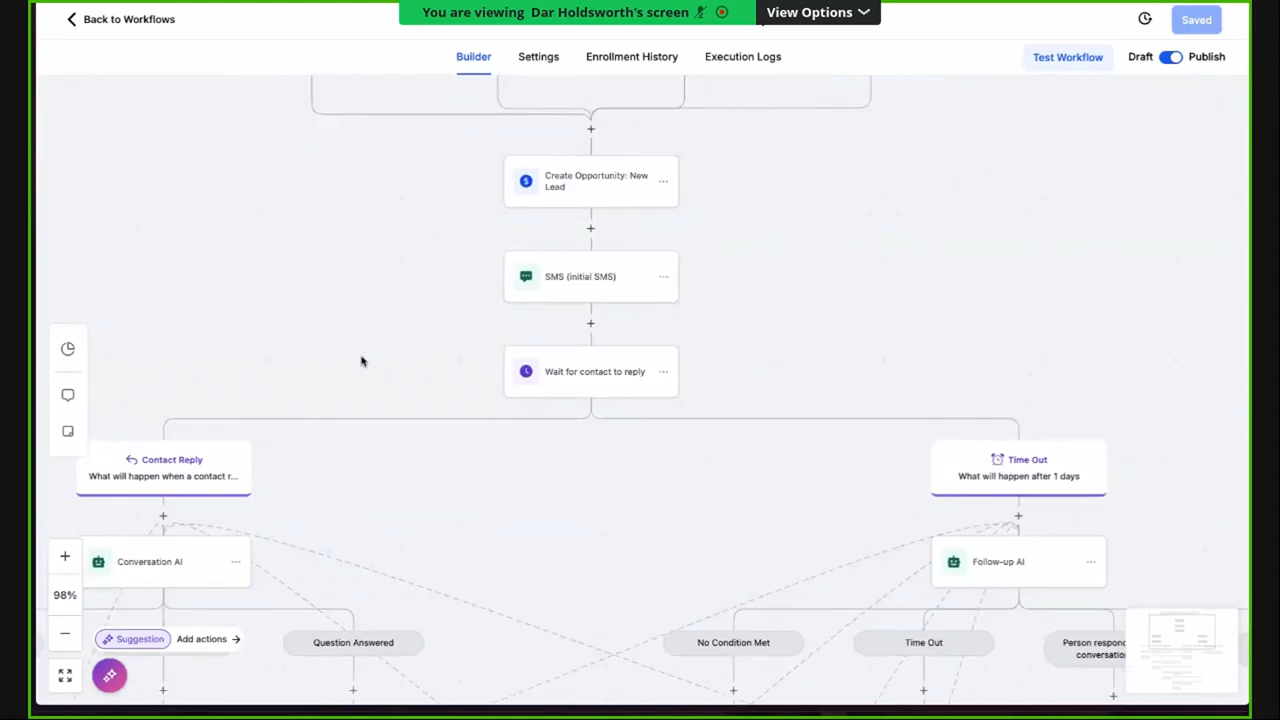 You are viewing Dar Holdsworth's screen
View Options
Back to Workflows
Saved
Builder
Settings
Enrollment History
Execution Logs
Test Workflow
Draft
Publish
Create Opportunity: New
Lead
SMS (initial SMS)
Wait for contact to reply
Contact Reply
What will happen when a contact r...
Time Out
What will happen after 1 days
Conversation AI
Follow-up AI
98%
Suggestion
Add actions
Question Answered
No Condition Met
Time Out
Person respon
conversatio